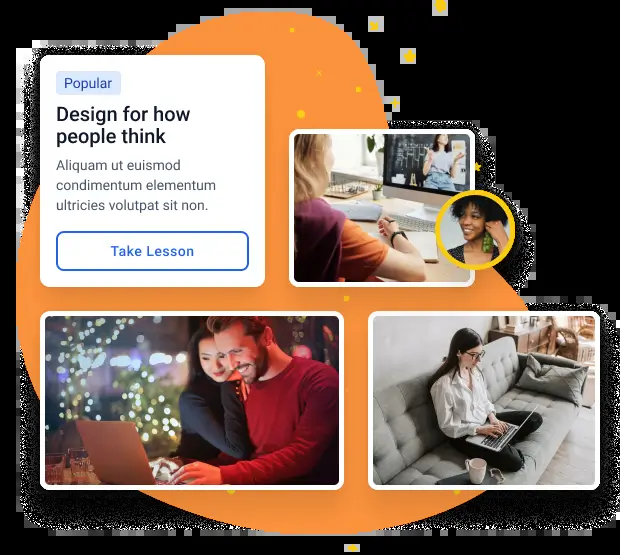 Popular
Design for how
people think
Aliquam ut euismod
condimentum elementum
ultricies volutpat sit non.
Take Lesson